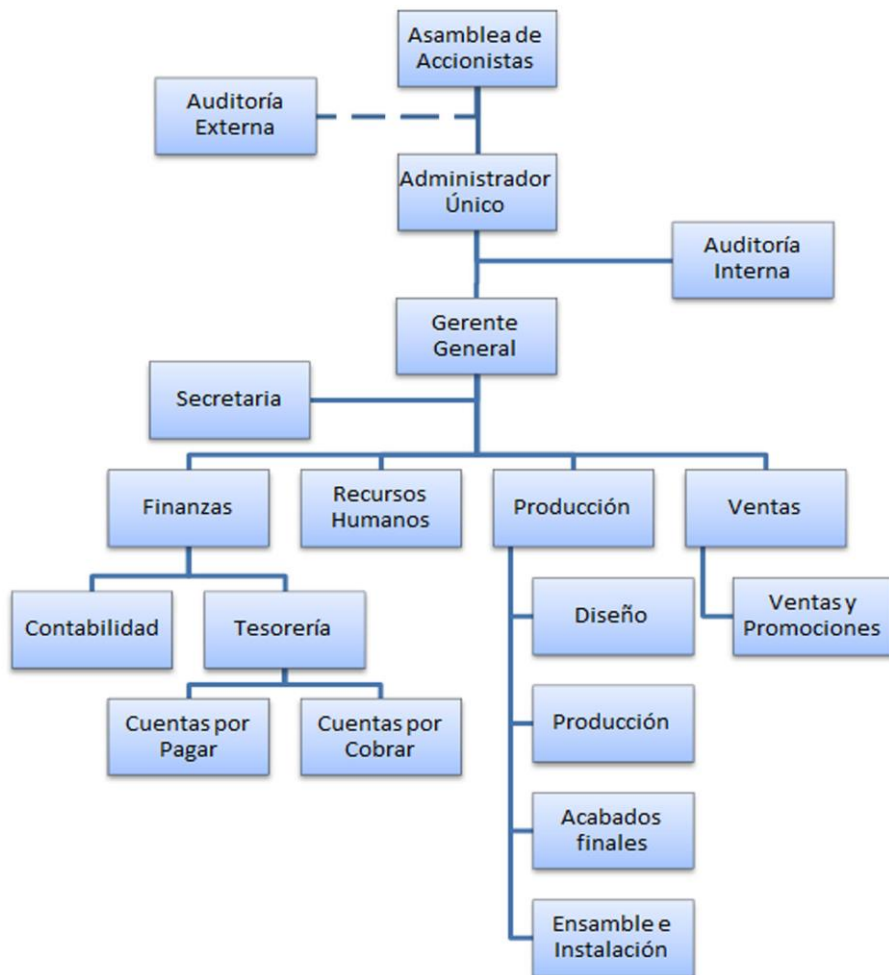 Asamblea de
Accionistas
Auditoría
Externa
Administrador
Único
Auditoría
Interna
Gerente
General
Secretaria
Finanzas
Recursos
Humanos
Producción
Ventas
Contabilidad
Tesorería
Cuentas por
Pagar
Cuentas por
Cobrar
Diseño
Producción
Acabados
finales
Ensamble e
Instalación
Ventas y
Promociones